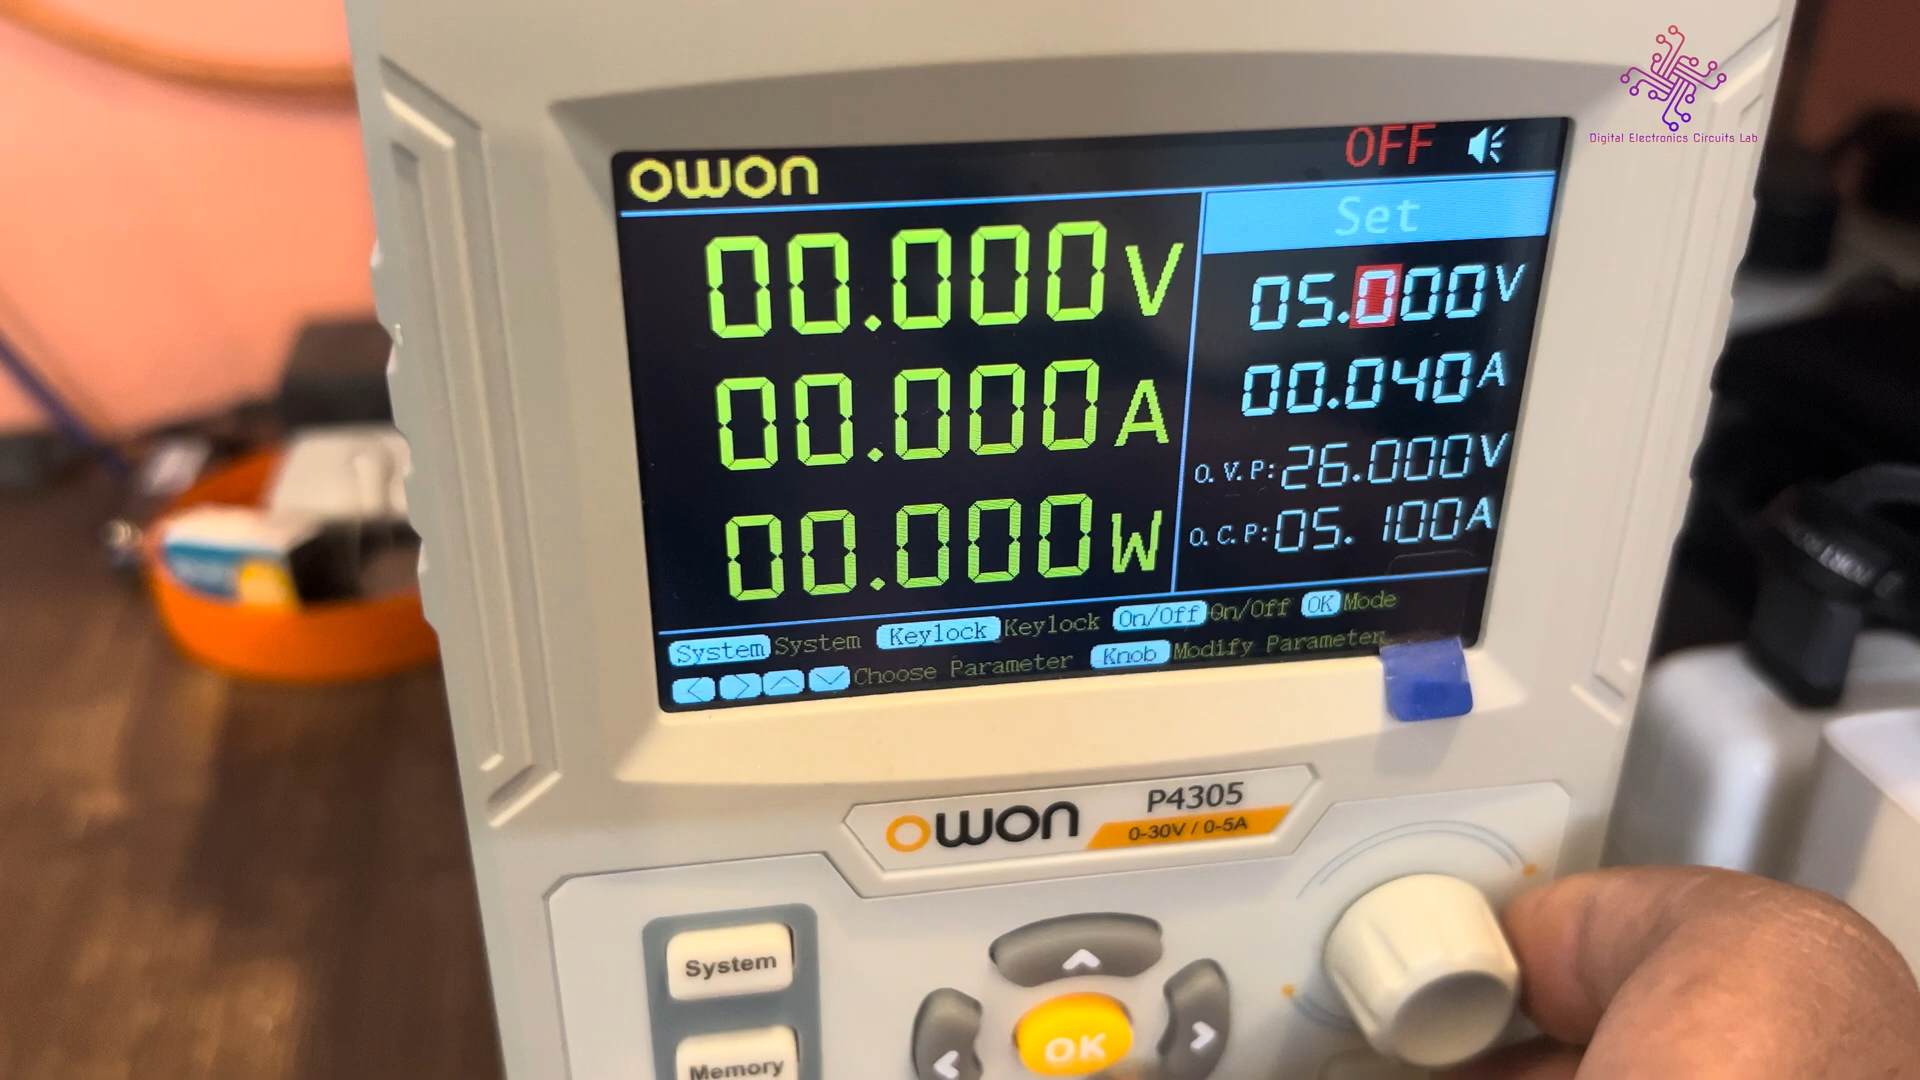 Digital Electronics Circuits Lab
owon
OFF
00.000V
00.000A
00.000W
Set
05.000V
00.040A
O.V.P:26.000V
O.C.P:05.100A
System System Keylock Keylock On/Off On/Off OK Mode
Choose Parameter Knob Modify Parameter
owon
P4305
0-30V / 0-5A
System
Memory
OK